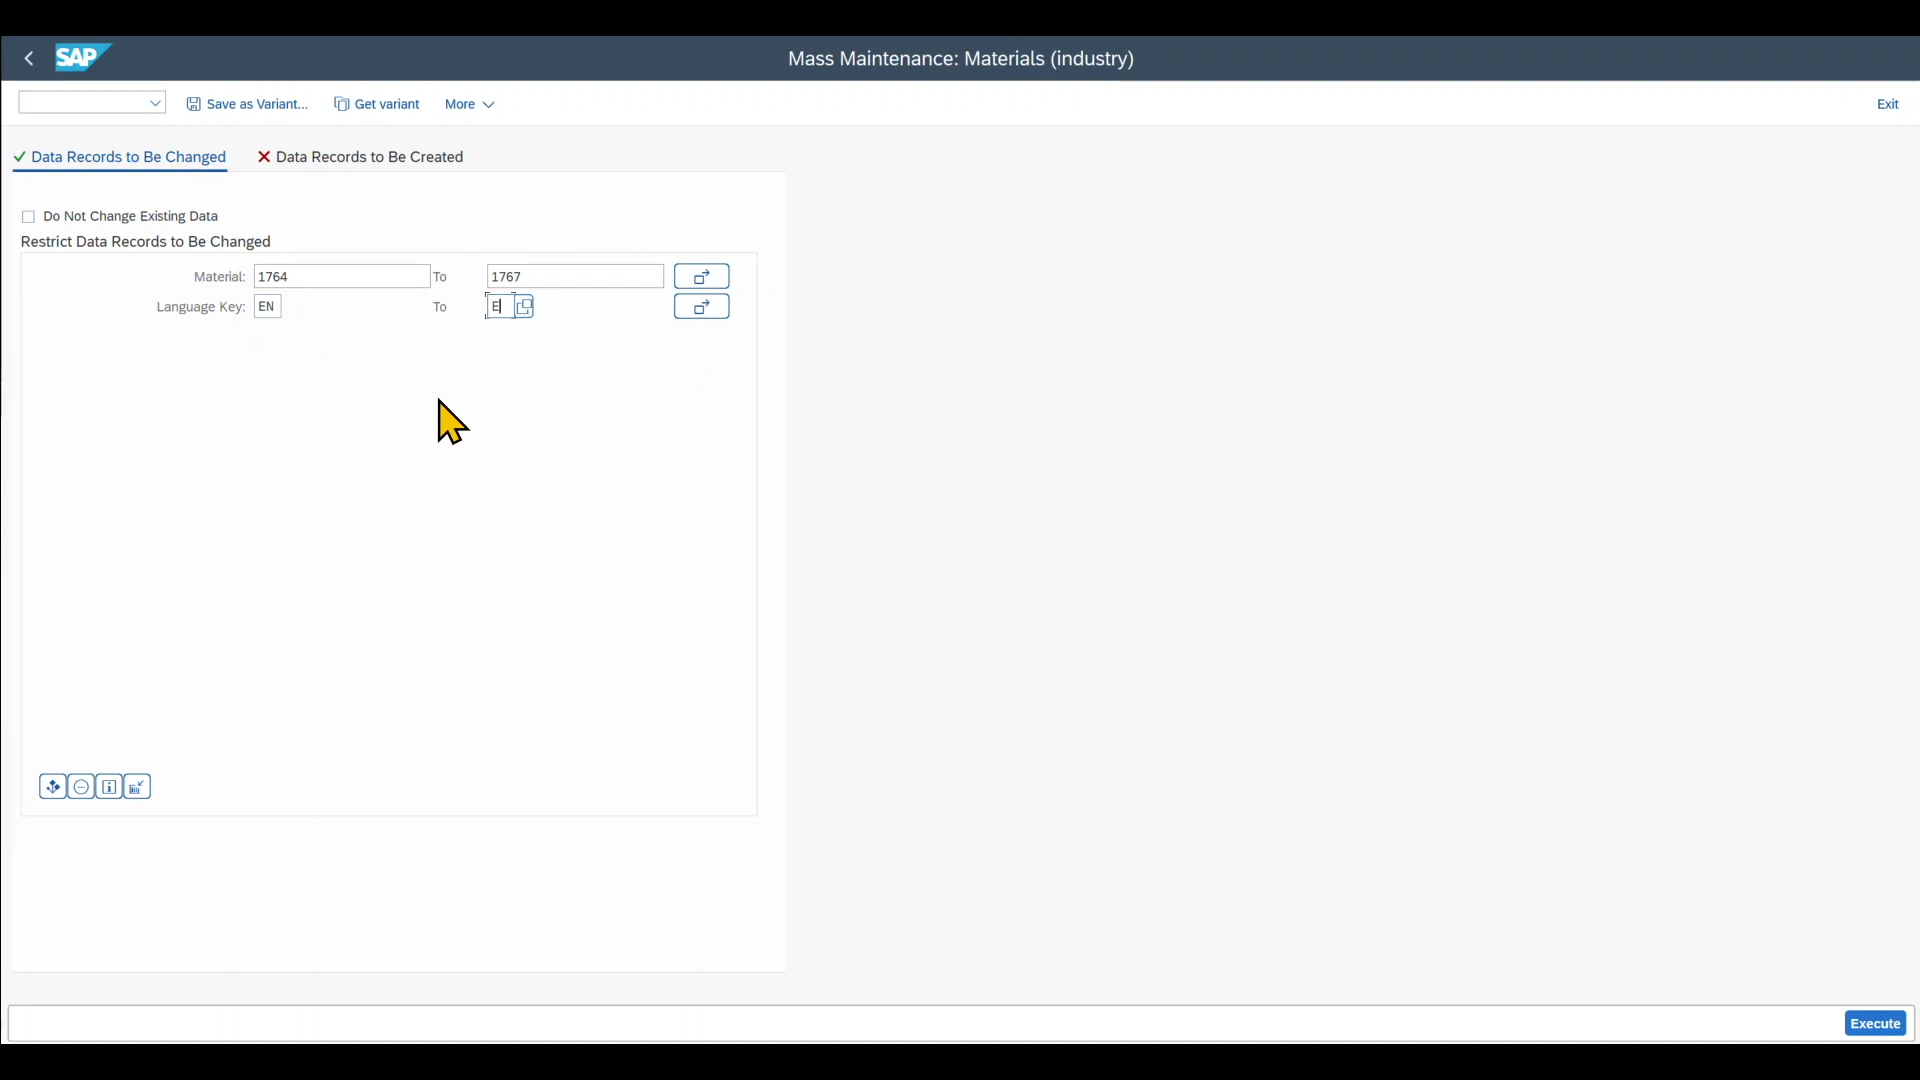 SAP
Mass Maintenance: Materials (industry)
Save as Variant... Get variant More Exit
Data Records to Be Changed Data Records to Be Created
Do Not Change Existing Data
Restrict Data Records to Be Changed
Material: 1764 To 1767
Language Key: EN To E
Execute